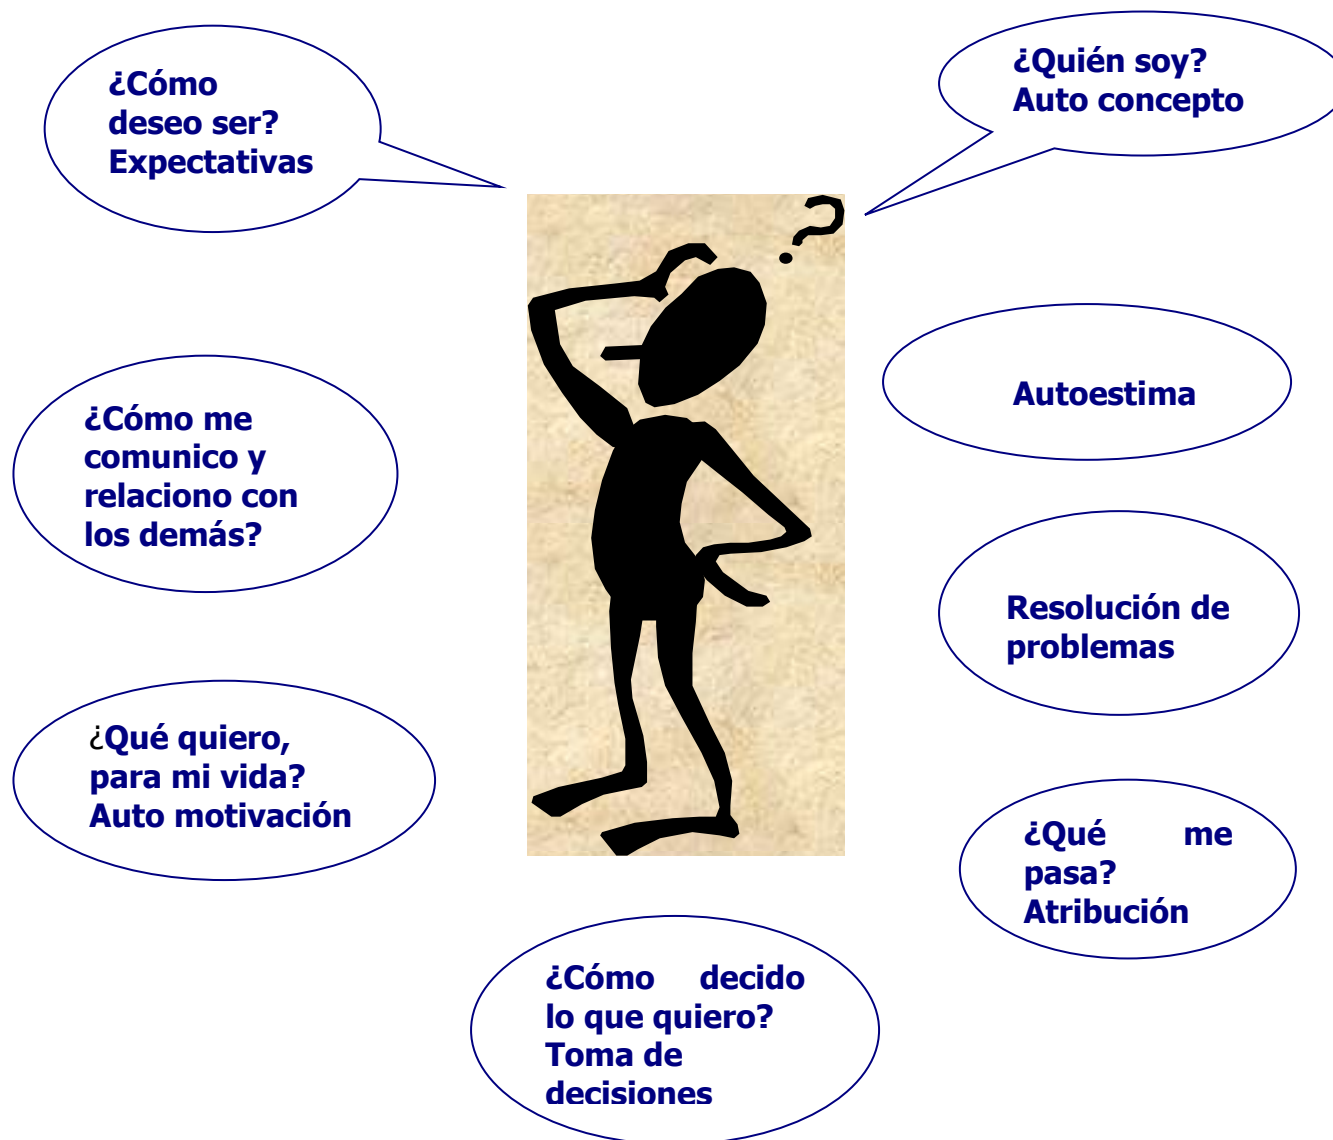 ¿Cómo
deseo ser?
Expectativas
¿Quién soy?
Auto concepto
¿Cómo me
comunico y
relaciono con
los demás?
Autoestima
Resolución de
problemas
¿Qué quiero,
para mi vida?
Auto motivación
¿Qué me
pasa?
Atribución
¿Cómo decido
lo que quiero?
Toma de
decisiones
?